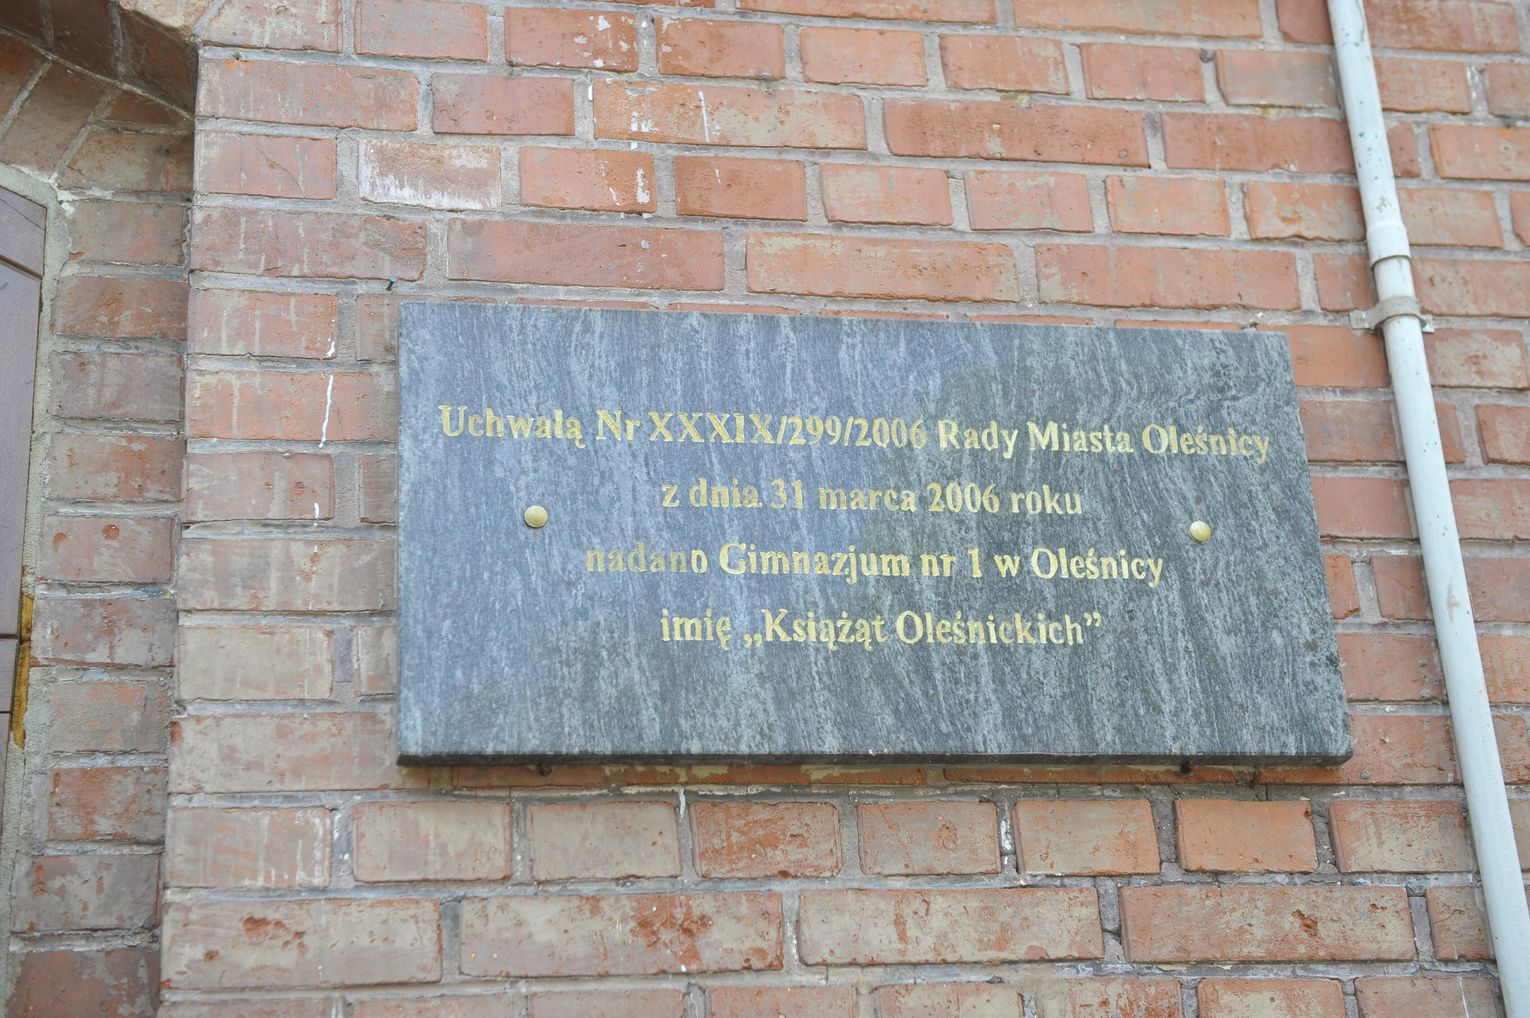 Uchwałą Nr XXXIX/299/2006 Rady Miasta Oleśnicy
z dnia 31 marca 2006 roku
nadano Gimnazjum nr 1 w Oleśnicy
imię „Książąt Oleśnickich”